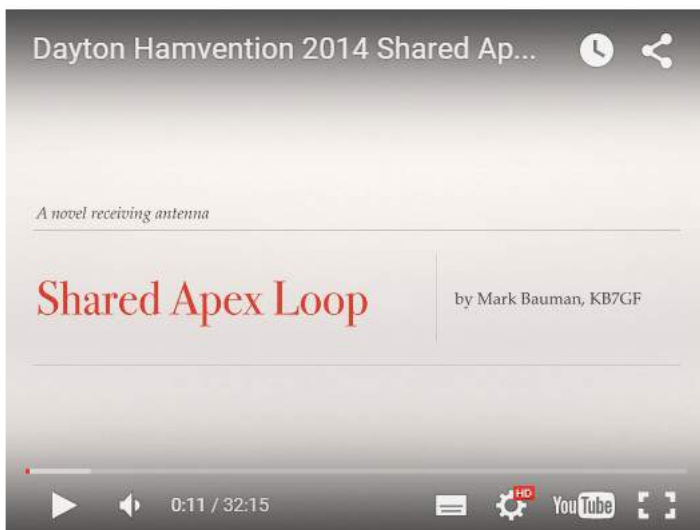 Dayton Hamvention 2014 Shared Ap...
A novel receiving antenna
Shared Apex Loop
by Mark Bauman, KB7GF
0:11 / 32:15
HD
YouTube